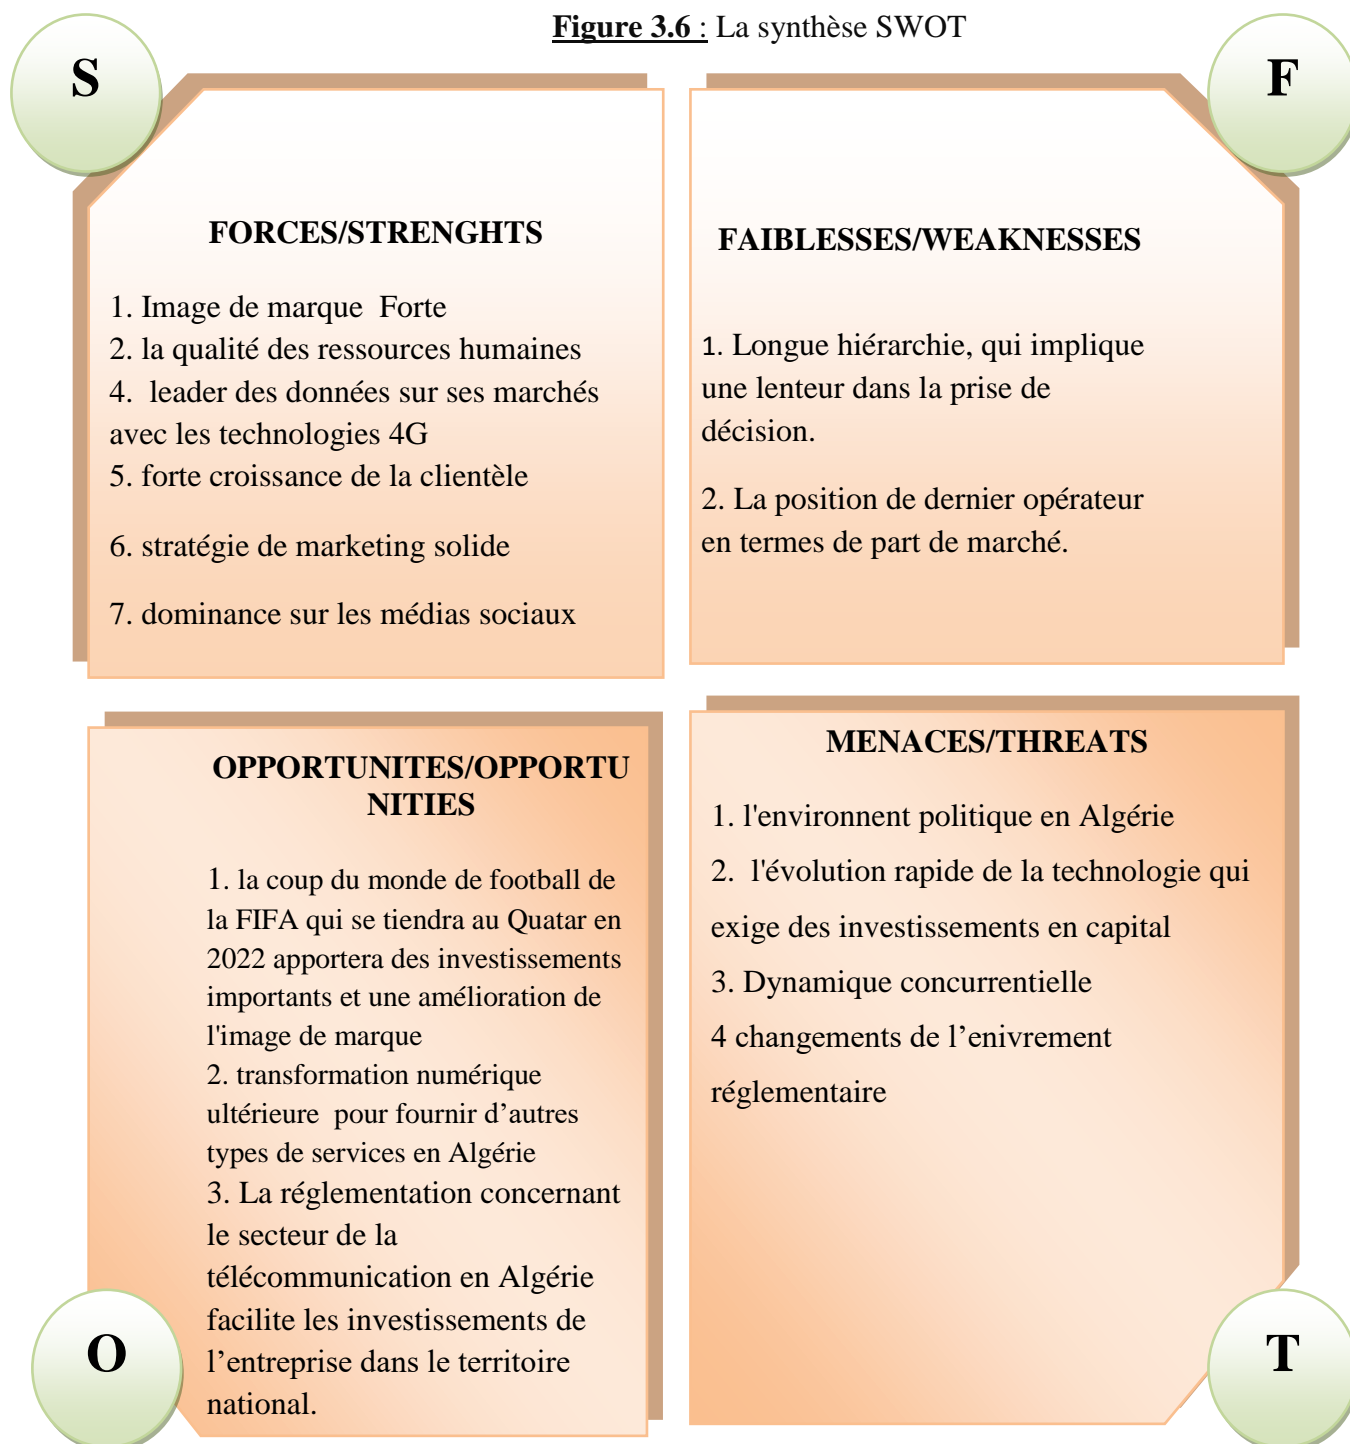 Figure 3.6 : La synthèse SWOT
S
F
FORCES/STRENGHTS
1. Image de marque  Forte
2. la qualité des ressources humaines
4.  leader des données sur ses marchés
avec les technologies 4G
5. forte croissance de la clientèle
6. stratégie de marketing solide
7. dominance sur les médias sociaux
FAIBLESSES/WEAKNESSES
1. Longue hiérarchie, qui implique
une lenteur dans la prise de
décision.
2. La position de dernier opérateur
en termes de part de marché.
OPPORTUNITES/OPPORTU
NITIES
1. la coup du monde de football de
la FIFA qui se tiendra au Quatar en
2022 apportera des investissements
importants et une amélioration de
l'image de marque
2. transformation numérique
ultérieure  pour fournir d’autres
types de services en Algérie
3. La réglementation concernant
le secteur de la
télécommunication en Algérie
facilite les investissements de
l’entreprise dans le territoire
national.
MENACES/THREATS
1. l'environnent politique en Algérie
2.  l'évolution rapide de la technologie qui
exige des investissements en capital
3. Dynamique concurrentielle
4 changements de l’enivrement
réglementaire
O
T